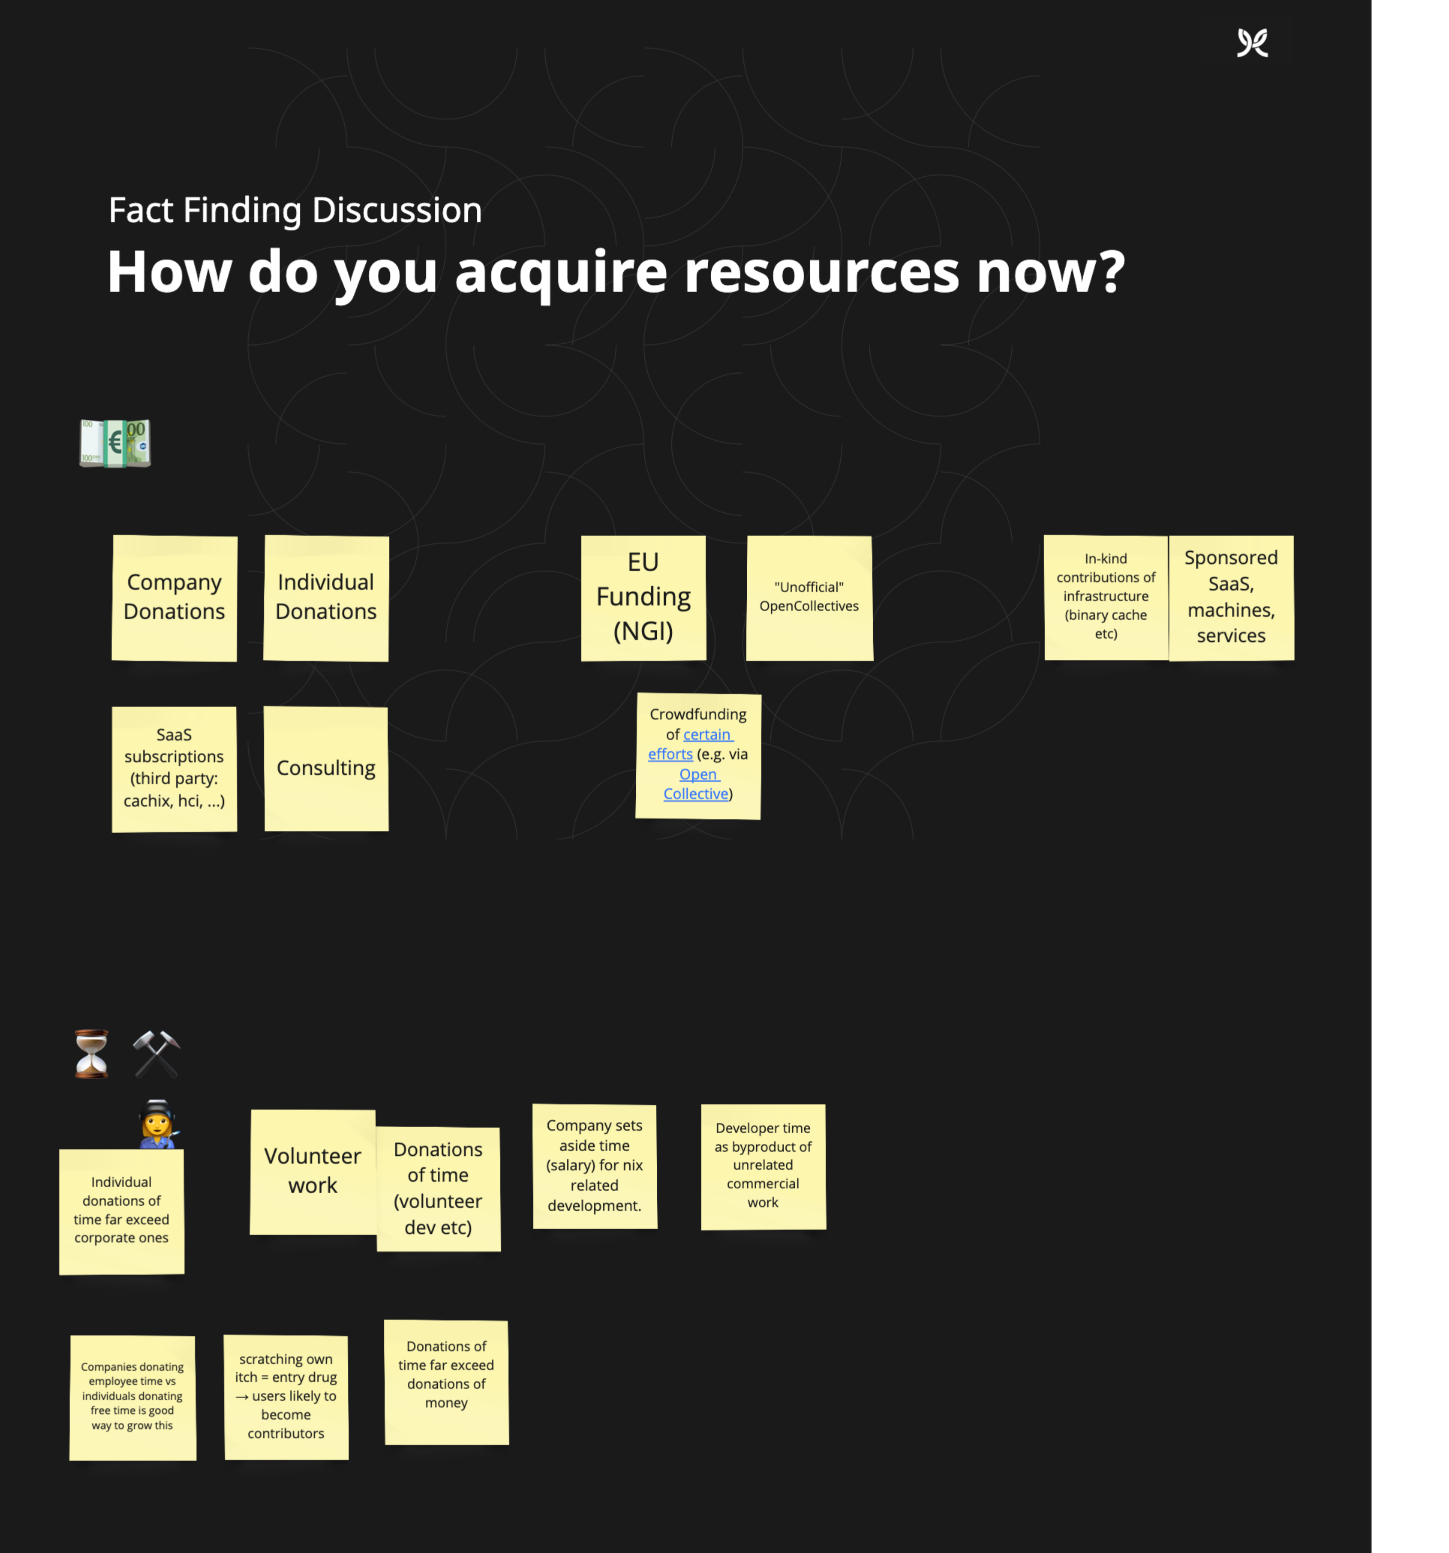 Fact Finding Discussion
How do you acquire resources now?
Company
Donations
Individual
Donations
EU
Funding
(NGI)
"Unofficial"
OpenCollectives
In-kind
contributions of
infrastructure
(binary cache
etc)
Sponsored
SaaS,
machines,
services
SaaS
subscriptions
(third party:
cachix, hci, ...)
Consulting
Crowdfunding
of certain
efforts (e.g. via
Open
Collective)
Individual
donations of
time far exceed
corporate ones
Volunteer
work
Donations
of time
(volunteer
dev etc)
Company sets
aside time
(salary) for nix
related
development.
Developer time
as byproduct of
unrelated
commercial
work
Companies donating
employee time vs
individuals donating
free time is good
way to grow this
scratching own
itch = entry drug
→ users likely to
become
contributors
Donations of
time far exceed
donations of
money